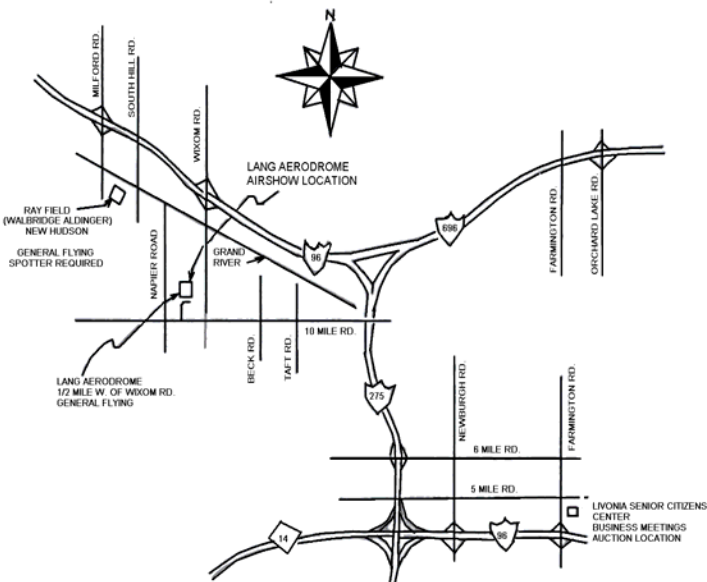 N
MILFORD RD.
SOUTH HILL RD.
WIXOM RD.
LANG AERODROME
AIRSHOW LOCATION
RAY FIELD
(WALBRIDGE ALDINGER)
NEW HUDSON
GENERAL FLYING
SPOTTER REQUIRED
NAPIER ROAD
GRAND
RIVER
96
696
FARMINGTON RD.
ORCHARD LAKE RD.
10 MILE RD.
BECK RD.
TAFT RD.
LANG AERODROME
1/2 MILE W. OF WIXOM RD.
GENERAL FLYING
275
NEWBURGH RD.
FARMINGTON RD.
6 MILE RD.
5 MILE RD.
LIVONIA SENIOR CITIZENS
CENTER
BUSINESS MEETINGS
AUCTION LOCATION
14
96